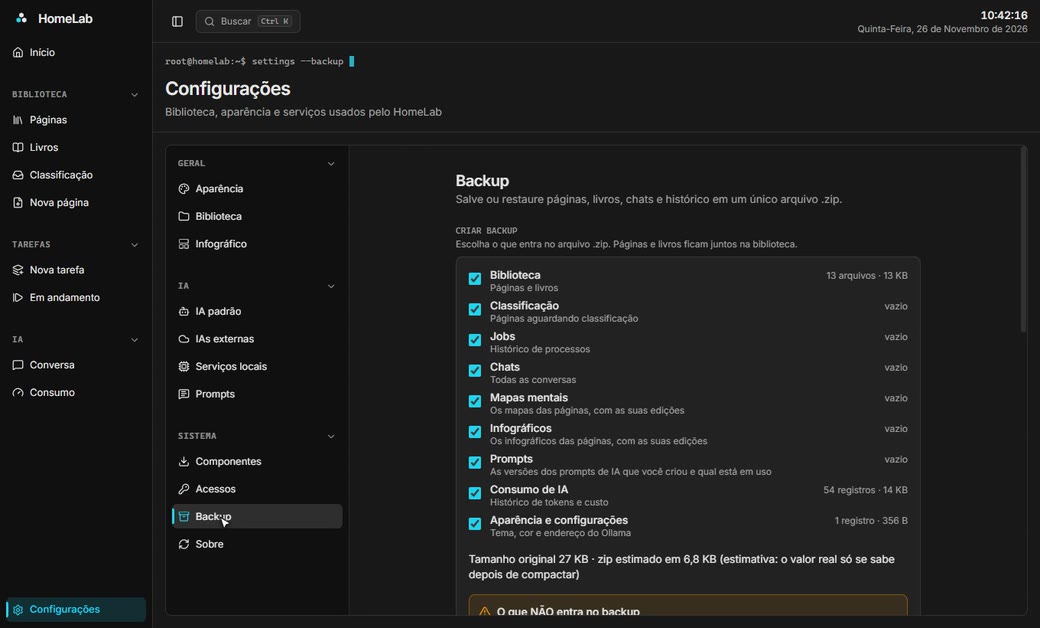 HomeLab
Início
BIBLIOTECA
Páginas
Livros
Classificação
Nova página
TAREFAS
Nova tarefa
Em andamento
IA
Conversa
Consumo
Configurações
Buscar Ctrl K
10:42:16
Quinta-Feira, 26 de Novembro de 2026
root@homelab:~$ settings --backup
Configurações
Biblioteca, aparência e serviços usados pelo HomeLab
GERAL
Aparência
Biblioteca
Infográfico
IA
IA padrão
IAs externas
Serviços locais
Prompts
SISTEMA
Componentes
Acessos
Backup
Sobre
Backup
Salve ou restaure páginas, livros, chats e histórico em um único arquivo .zip.
CRIAR BACKUP
Escolha o que entra no arquivo .zip. Páginas e livros ficam juntos na biblioteca.
Biblioteca 13 arquivos · 13 KB
Páginas e livros
Classificação vazio
Páginas aguardando classificação
Jobs vazio
Histórico de processos
Chats vazio
Todas as conversas
Mapas mentais vazio
Os mapas das páginas, com as suas edições
Infográficos vazio
Os infográficos das páginas, com as suas edições
Prompts vazio
As versões dos prompts de IA que você criou e qual está em uso
Consumo de IA 54 registros · 14 KB
Histórico de tokens e custo
Aparência e configurações 1 registro · 356 B
Tema, cor e endereço do Ollama
Tamanho original 27 KB · zip estimado em 6,8 KB (estimativa: o valor real só se sabe
depois de compactar)
O que NÃO entra no backup